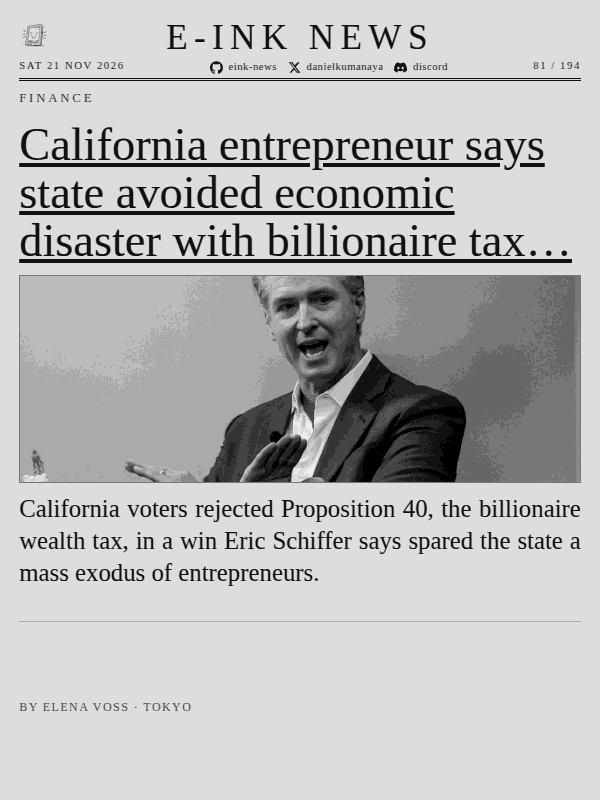 E-INK NEWS
SAT 21 NOV 2026
eink-news
danielkumanaya
discord
81 / 194
FINANCE
California entrepreneur says
state avoided economic
disaster with billionaire tax…
California voters rejected Proposition 40, the billionaire
wealth tax, in a win Eric Schiffer says spared the state a
mass exodus of entrepreneurs.
BY ELENA VOSS · TOKYO